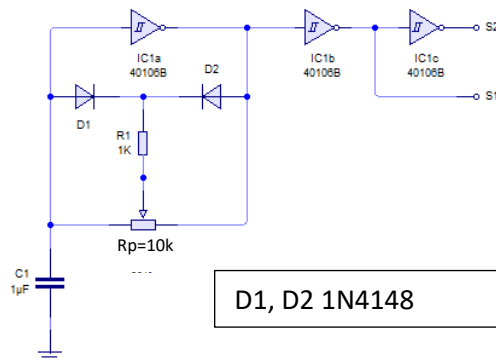 S2
IC1a
40106B
IC1b
40106B
IC1c
40106B
D2
S1
D1
R1
1K
Rp=10k
C1
1µF
D1, D2 1N4148